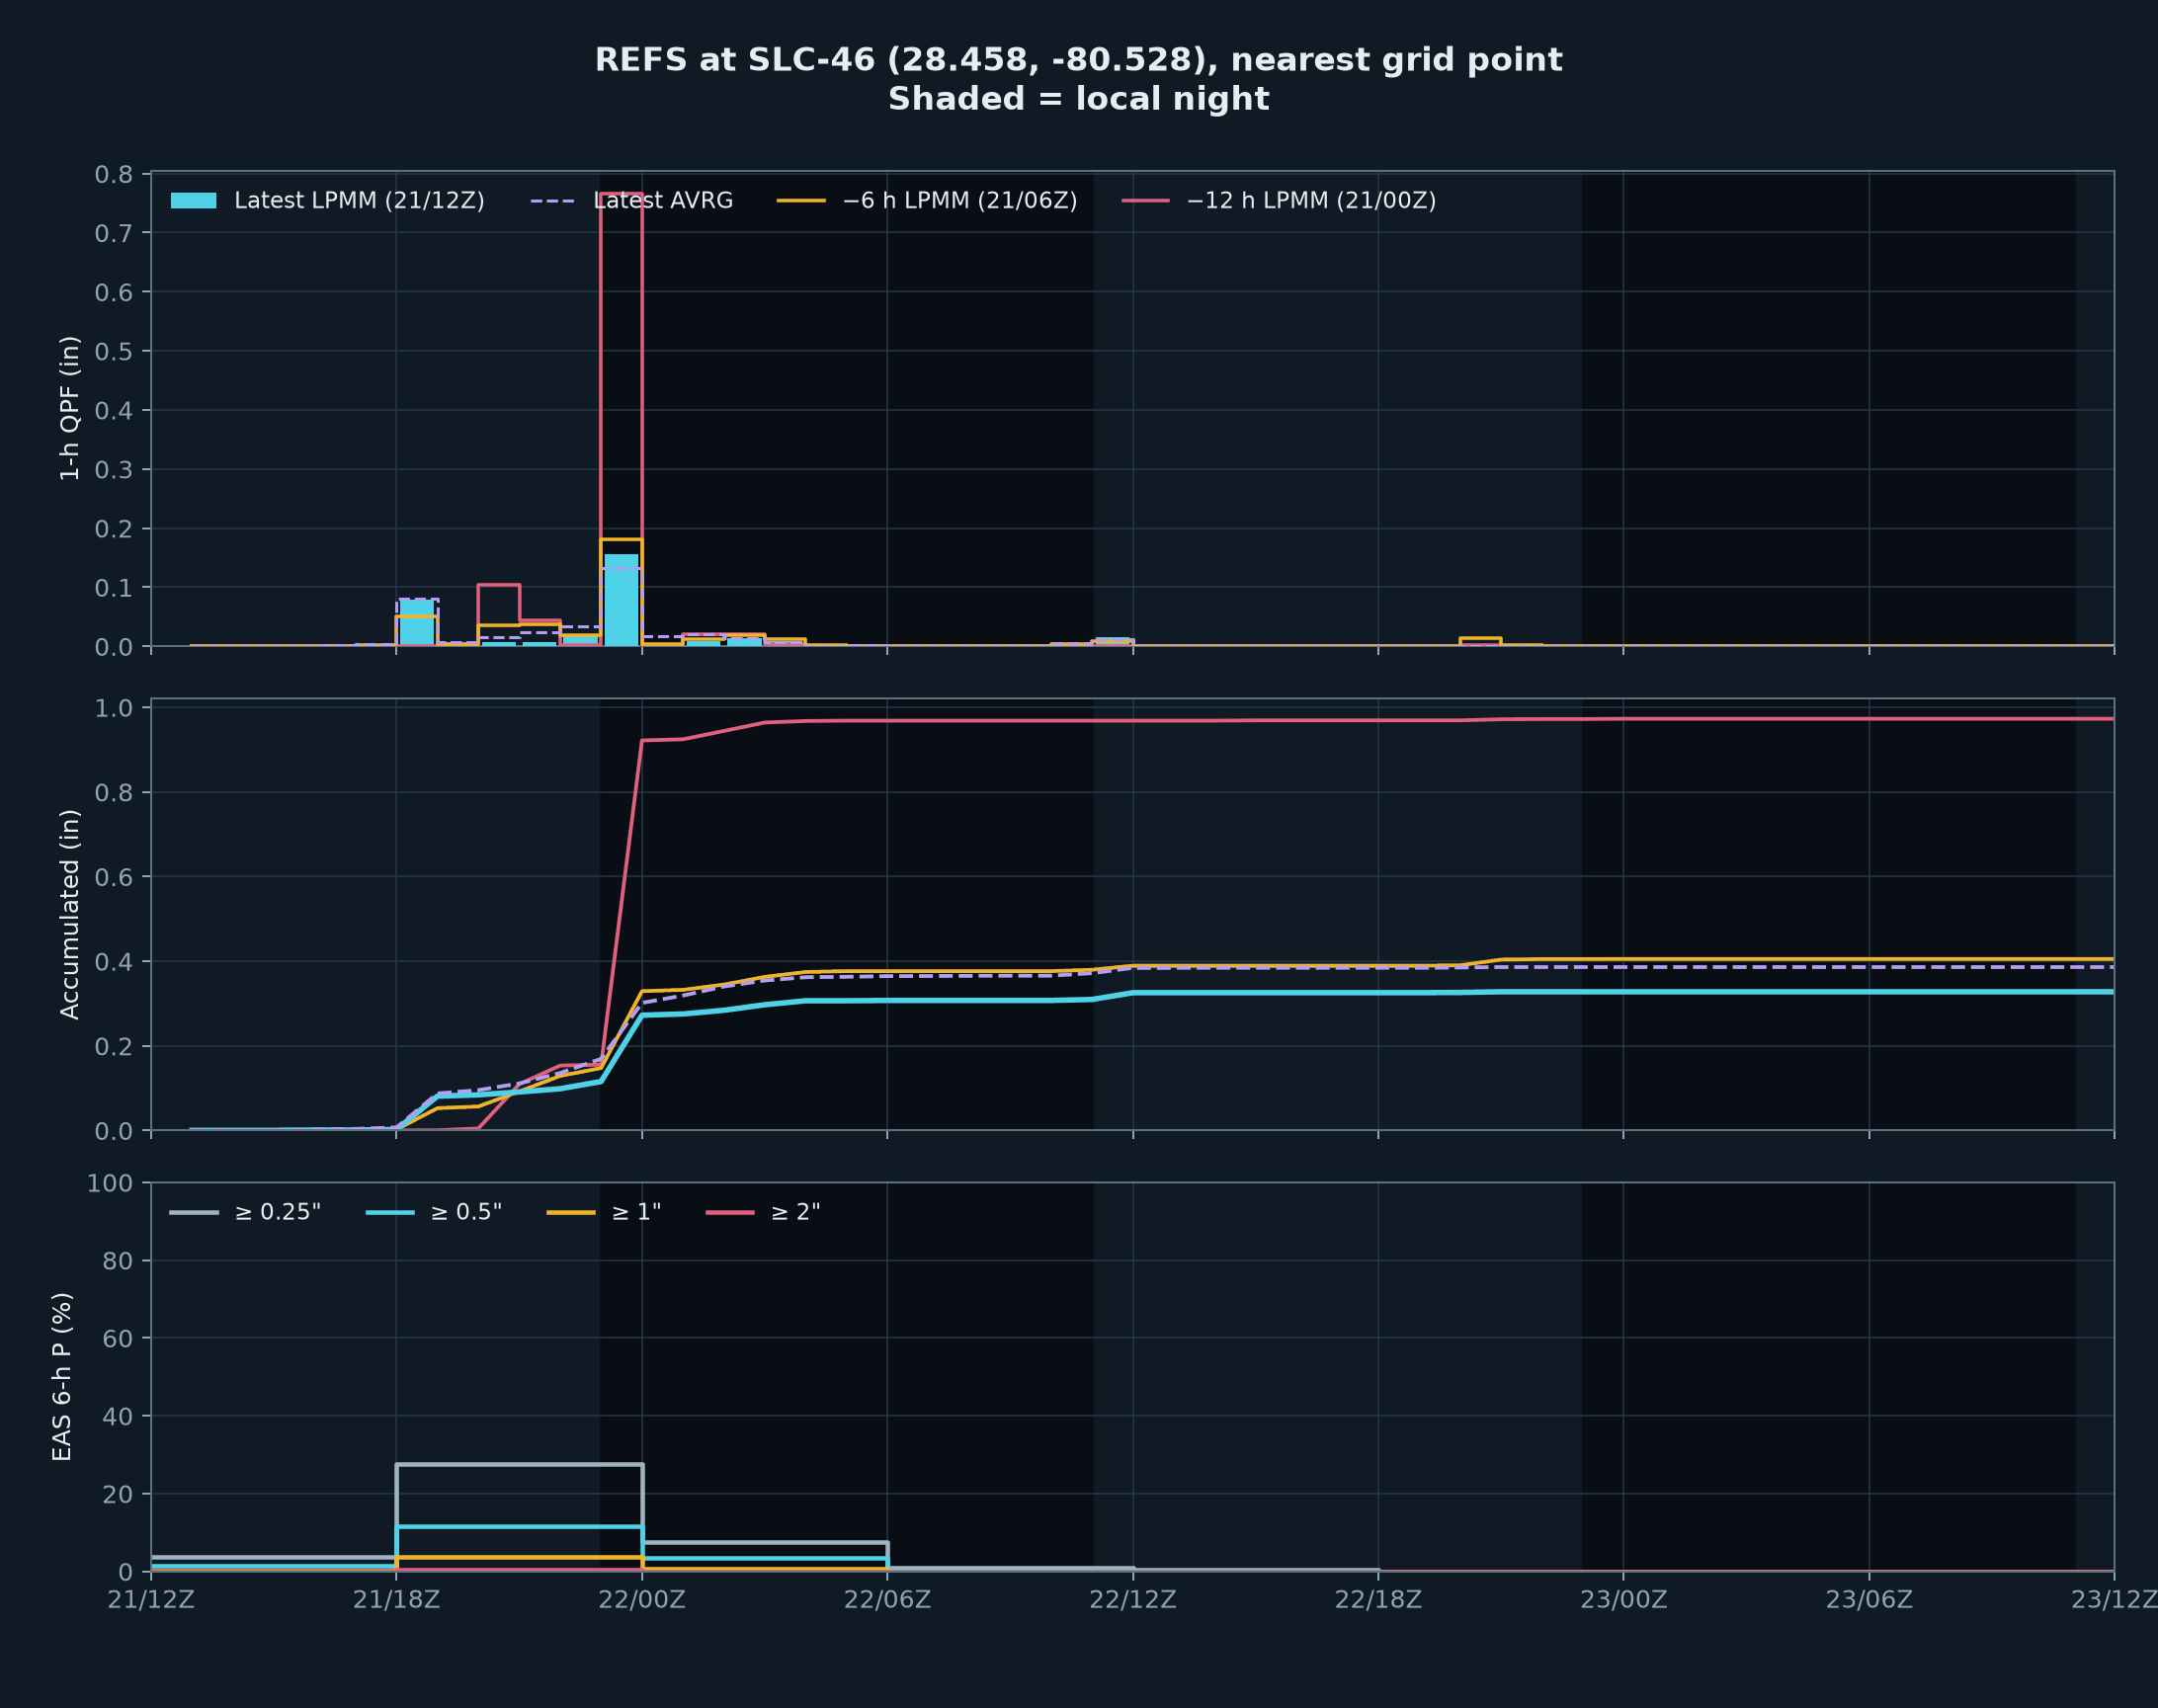 REFS at SLC-46 (28.458, -80.528), nearest grid point
Shaded = local night
Latest LPMM (21/12Z) Latest AVRG −6 h LPMM (21/06Z) −12 h LPMM (21/00Z)
1-h QPF (in)
0.8
0.7
0.6
0.5
0.4
0.3
0.2
0.1
0.0
Accumulated (in)
1.0
0.8
0.6
0.4
0.2
0.0
≥ 0.25" ≥ 0.5" ≥ 1" ≥ 2"
EAS 6-h P (%)
100
80
60
40
20
0
21/12Z 21/18Z 22/00Z 22/06Z 22/12Z 22/18Z 23/00Z 23/06Z 23/12Z